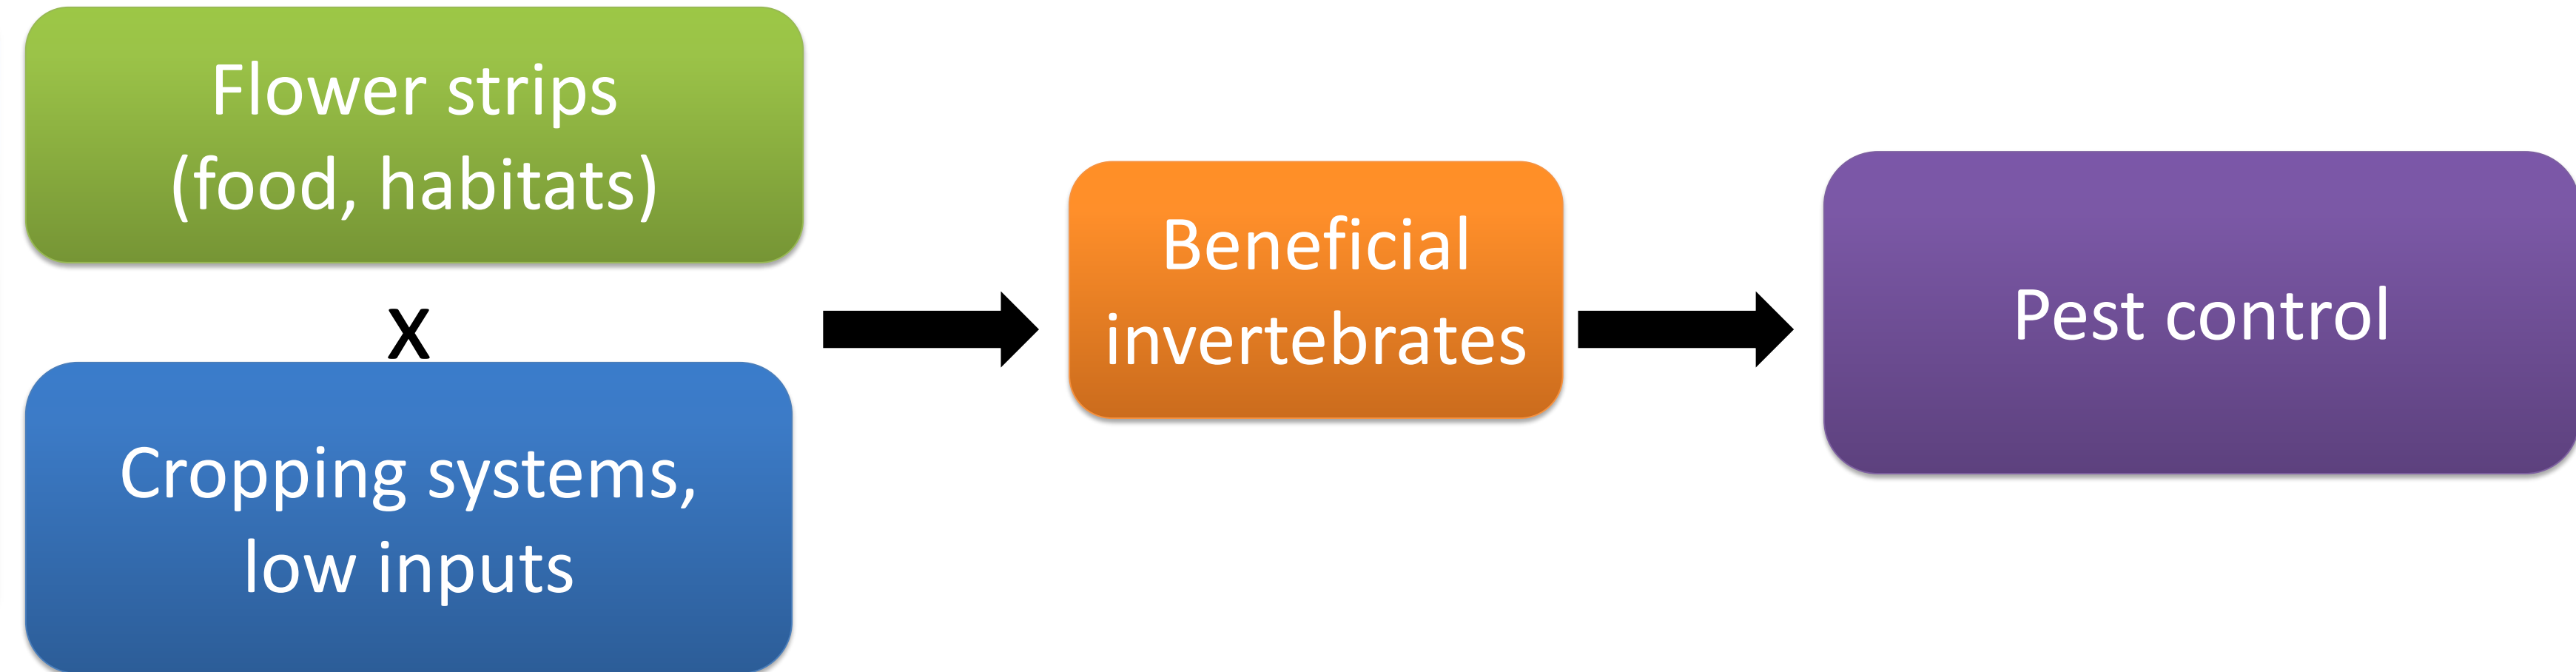 Flower strips
(food, habitats)
x
Cropping systems,
low inputs
Beneficial
invertebrates
Pest control